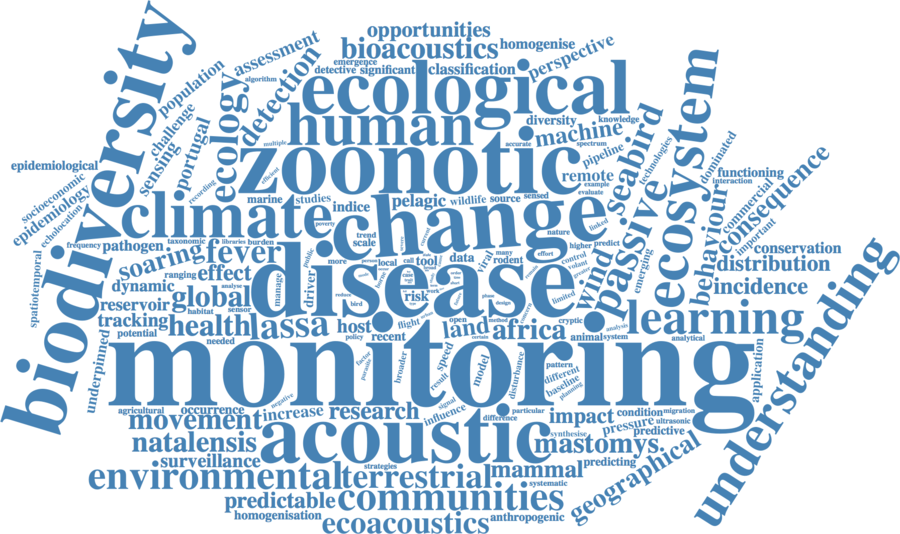 opportunities
bioacoustics
homogenise
perspective
emergence
detective
significant
classification
assessment
population
algorithm
detection
ecological
biodiversity
challenge
sensing
portugal
ecology
recording
human
diversity
knowledge
machine
accurate
spectrum
pipeline
multiple
efficient
zoonotic
remote
example
evaluate
seabird
technologies
dominated
ecosystem
epidemiological
socioeconomic
epidemiology
echolocation
marine
studies
indice
pelagic
wildlife
source
sensed
functioning
interaction
commercial
consequence
important
climate
change
poverty
nature
linked
passive
behaviour
frequency
pathogen
taxonomic
libraries
burden
trend
scale
higher
predict
conservation
soaring
fever
public
more
local
tool
data
viral
many
rodent
effort
control
volant
greater
wind
emerging
distribution
spatiotemporal
dynamic
ranging
effect
manage
driver
disease
risk
limited
incidence
reservoir
global
analyse
habitat
sensor
reduce
bird
design
tracking
health
lassa
host
flight
open
method
cryptic
learning
potential
needed
policy
recent
land
africa
certain
animal
system
analysis
analytical
understanding
underpinned
monitoring
factor
parasite
broader
speed
result
model
disturbance
pattern
different
baseline
planning
application
agricultural
occurrence
negative
increase
research
signal
influence
difference
particular
impact
condition
migration
movement
acoustic
pressure
ultrasonic
natalensis
synthesise
mastomys
predictive
surveillance
strategies
mammal
predicting
geographical
environmental
terrestrial
systematic
predictable
communities
homogenisation
ecoacoustics
anthropogenic